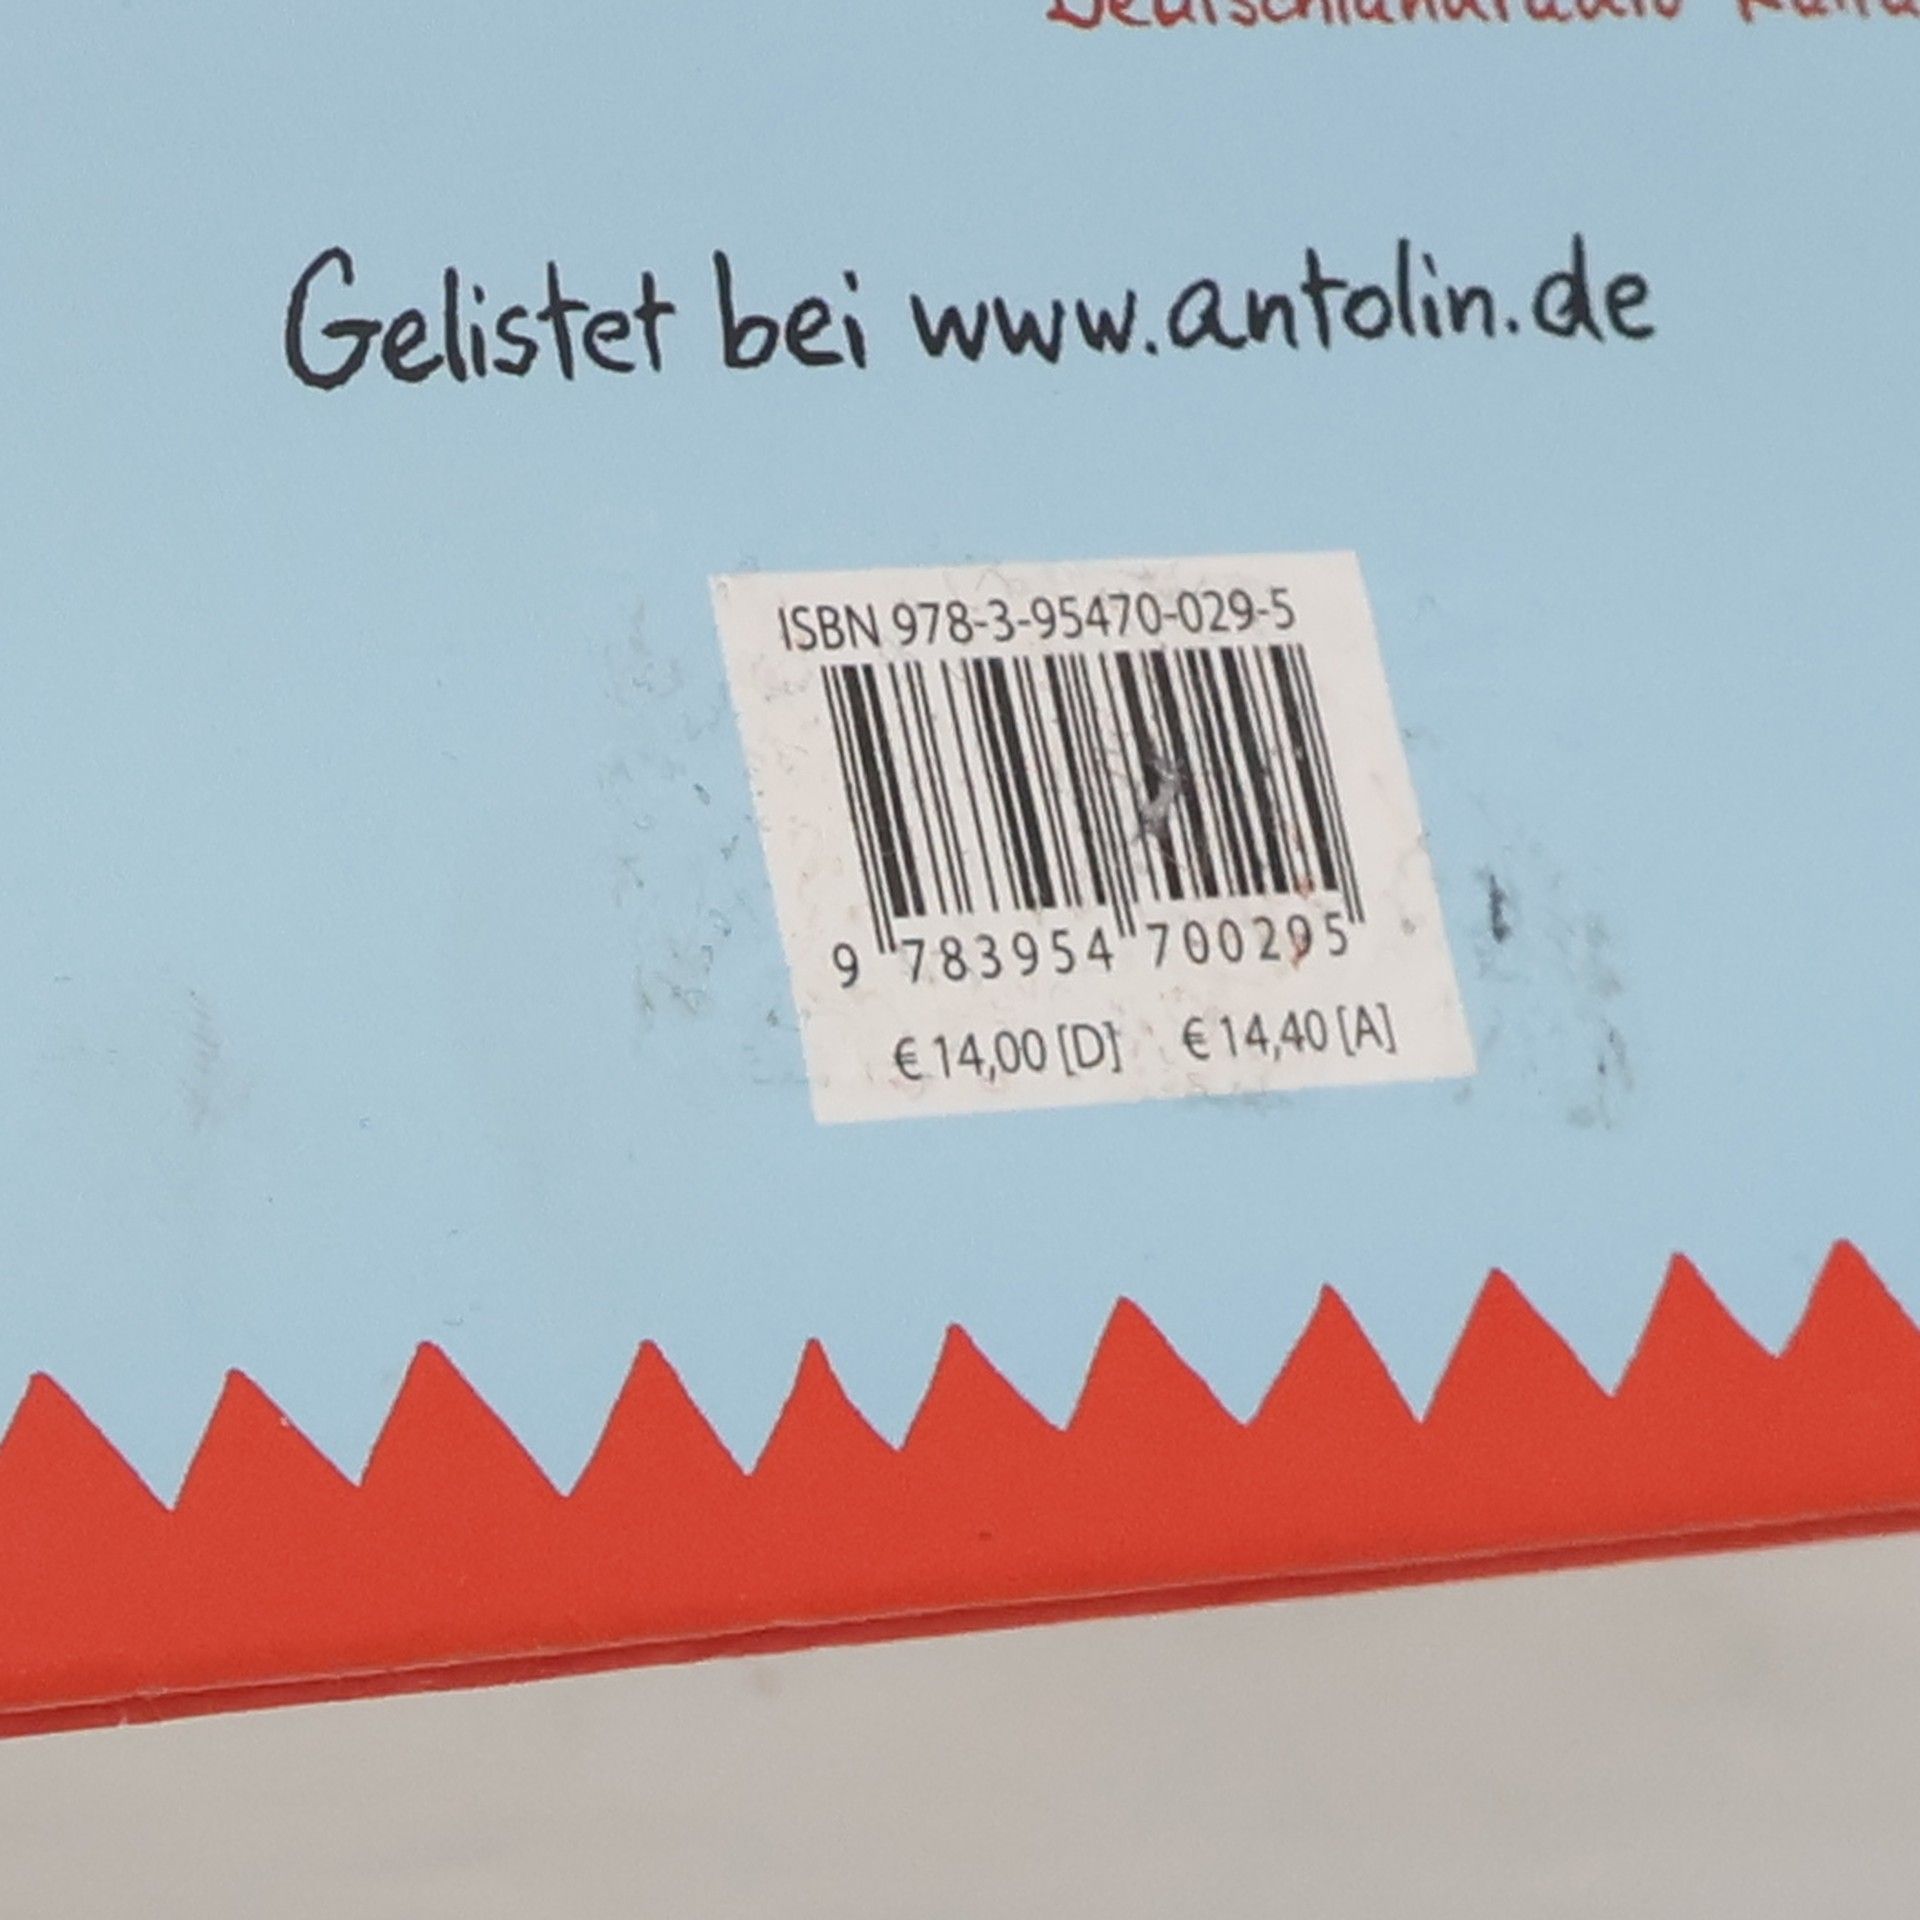 Gelistet bei www.antolin.de
ISBN 978-3-95470-029-5
9 783954 700295
€ 14,00 [D] € 14,40 [A]